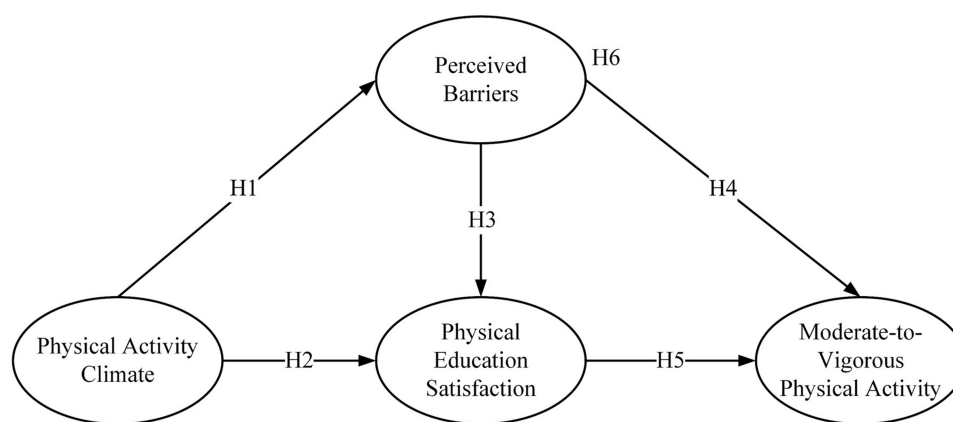 Perceived
Barriers
H6
H1
H4
H3
Physical Activity
Climate
H2
Physical
Education
Satisfaction
H5
Moderate-to-
Vigorous
Physical Activity